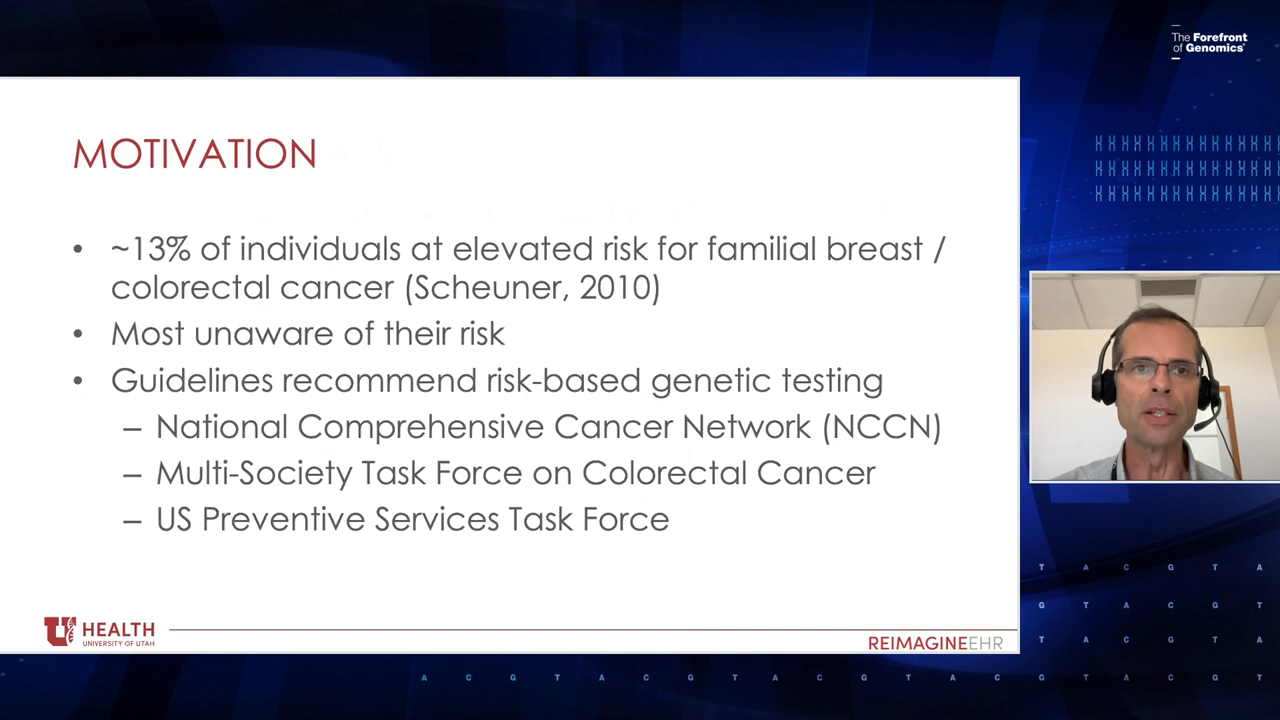 The Forefront
of Genomics®
MOTIVATION
• ~13% of individuals at elevated risk for familial breast /
colorectal cancer (Scheuner, 2010)
• Most unaware of their risk
• Guidelines recommend risk-based genetic testing
– National Comprehensive Cancer Network (NCCN)
– Multi-Society Task Force on Colorectal Cancer
– US Preventive Services Task Force
U HEALTH
UNIVERSITY OF UTAH
REIMAGINEEHR
T A C G T A
G T A C G T
T A C G T A
A C G T A C G T A C G T A C G T A C G T